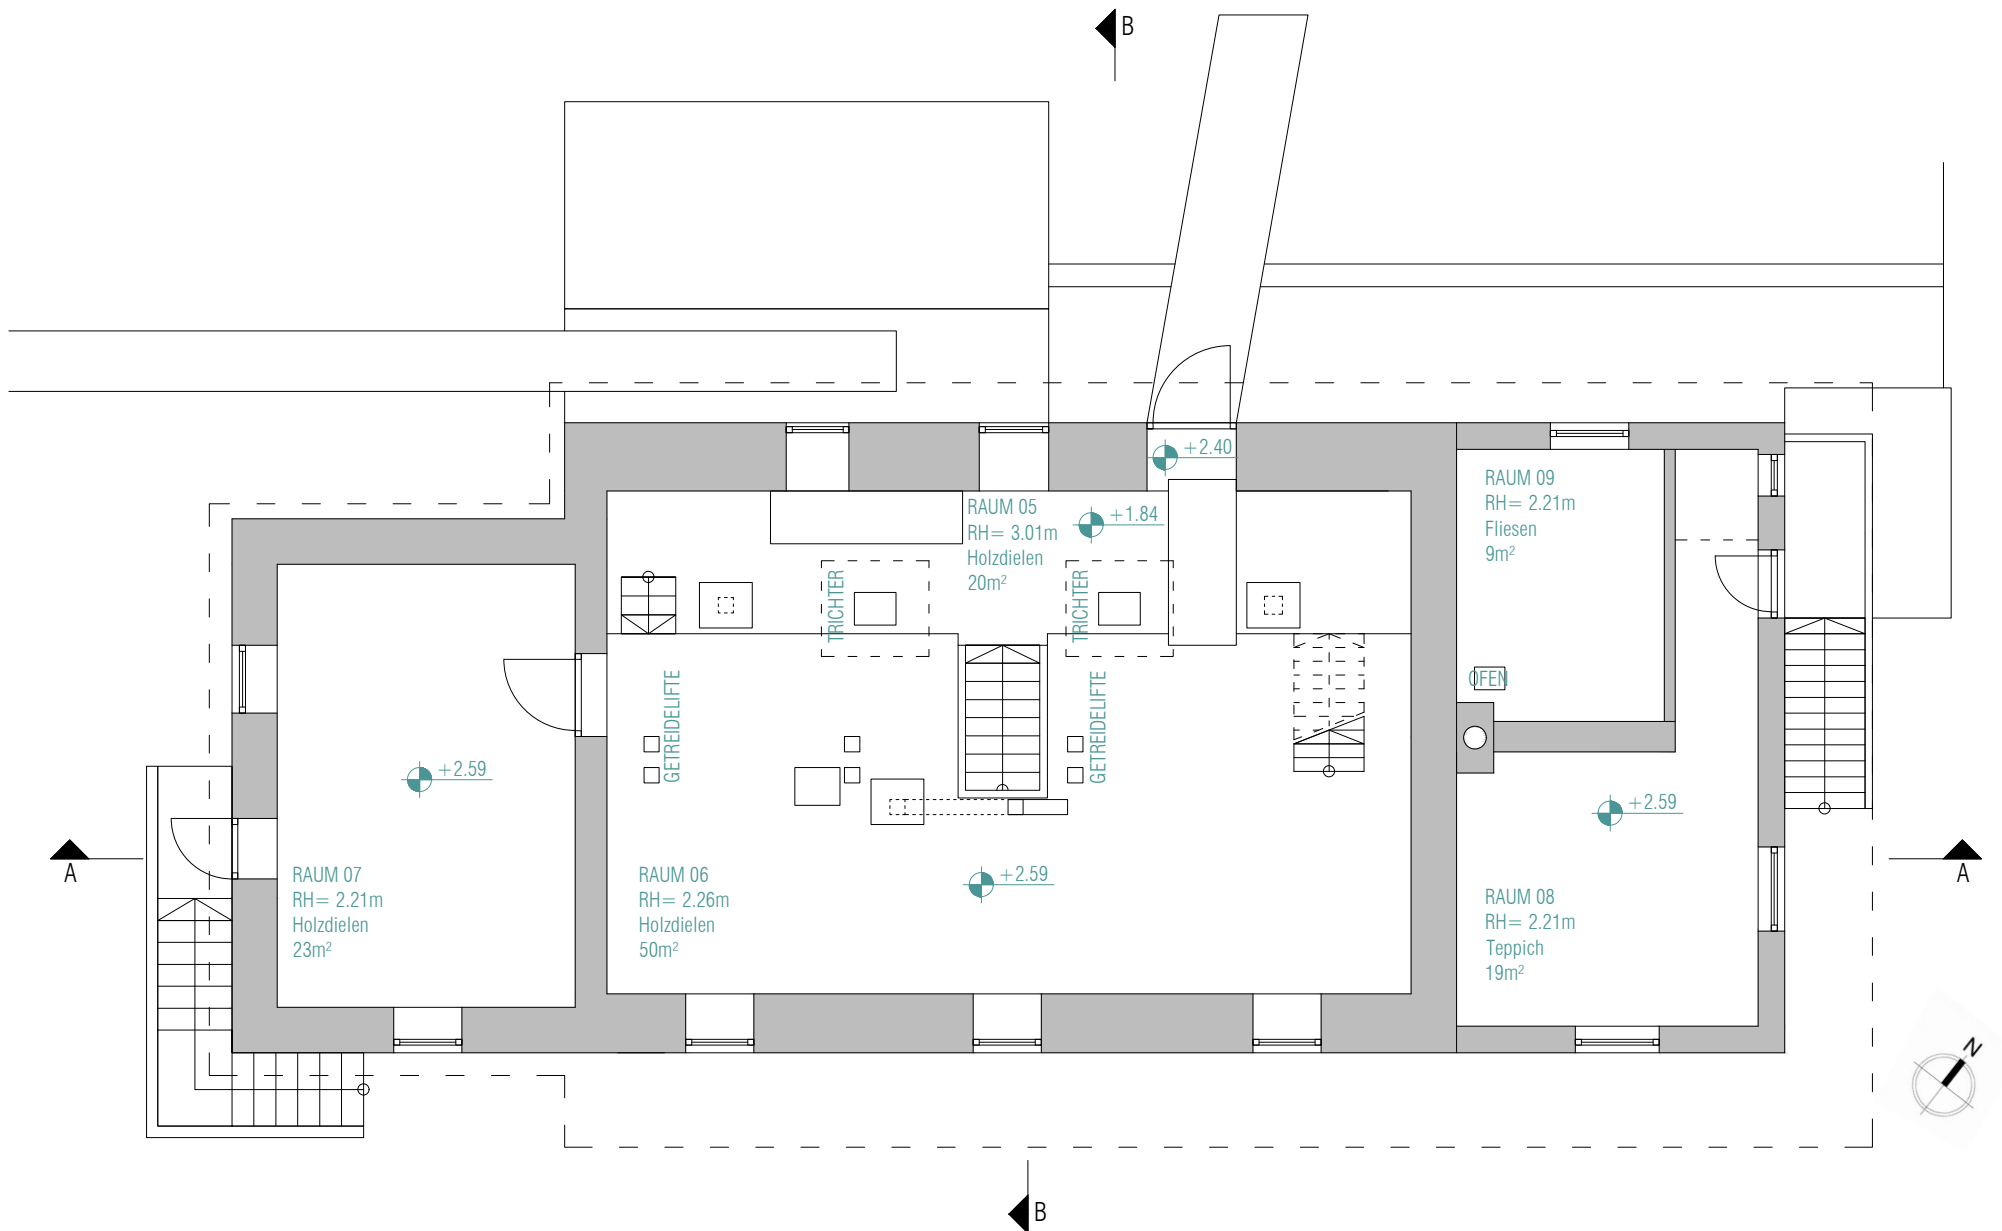 B
+2.40
RAUM 05
RH= 3.01m
Holzdielen
20m²
+1.84
TRICHTER
TRICHTER
RAUM 09
RH= 2.21m
Fliesen
9m²
OFEN
GETREIDELIFTE
GETREIDELIFTE
+2.59
+2.59
+2.59
A
A
RAUM 07
RH= 2.21m
Holzdielen
23m²
RAUM 06
RH= 2.26m
Holzdielen
50m²
RAUM 08
RH= 2.21m
Teppich
19m²
N
B